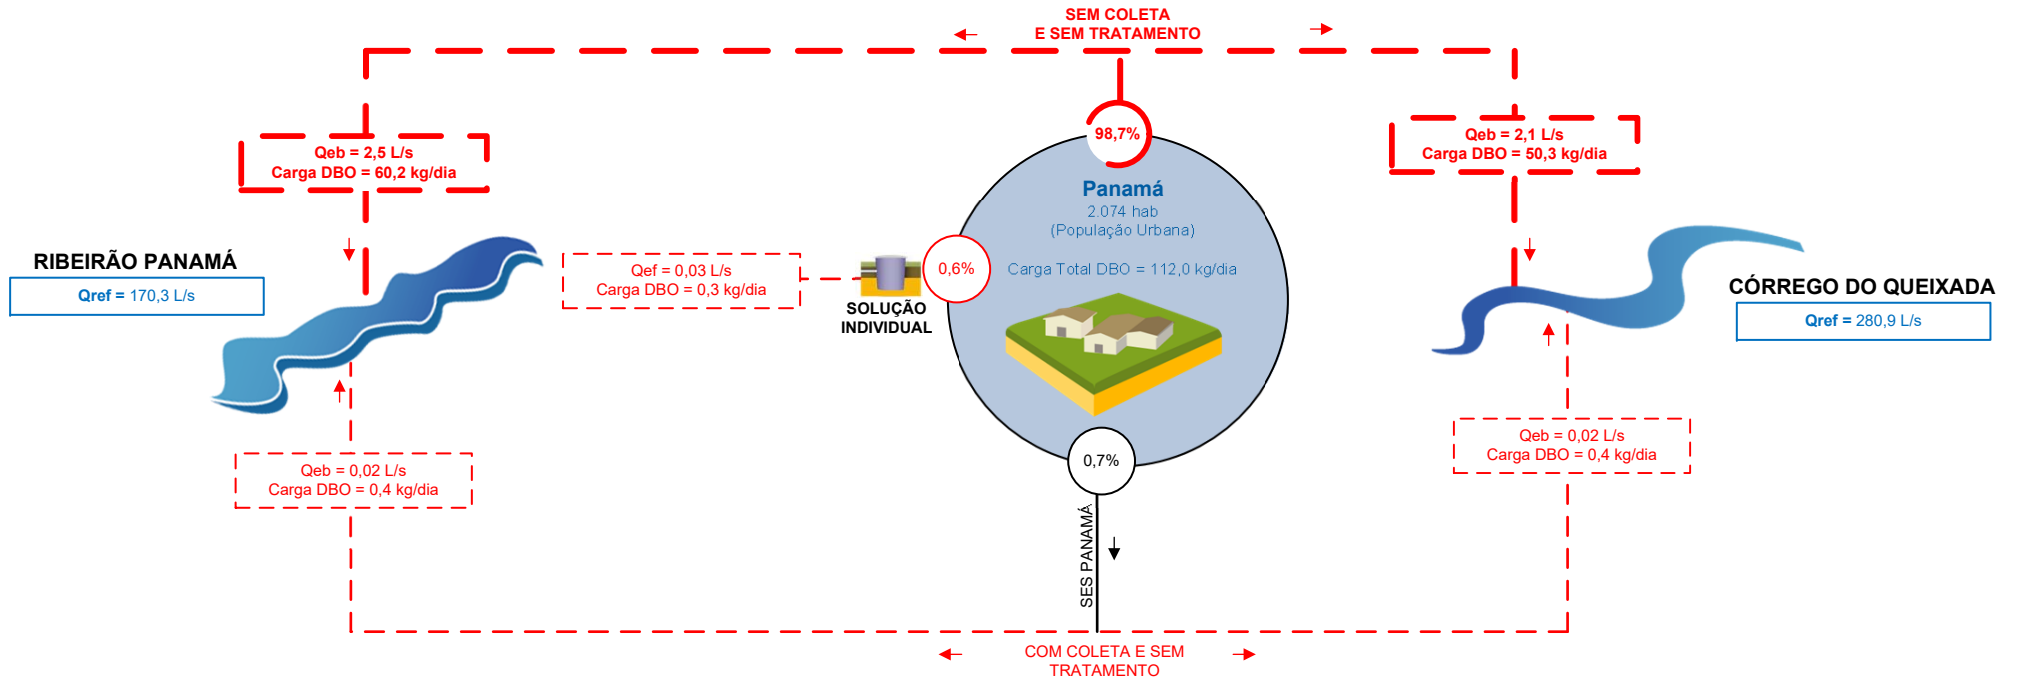 SEM COLETA
E SEM TRATAMENTO
Qeb = 2,5 L/s
Carga DBO = 60,2 kg/dia
98,7%
Qeb = 2,1 L/s
Carga DBO = 50,3 kg/dia
Panamá
2.074 hab
(População Urbana)
Carga Total DBO = 112,0 kg/dia
RIBEIRÃO PANAMÁ
Qref = 170,3 L/s
Qef = 0,03 L/s
Carga DBO = 0,3 kg/dia
SOLUÇÃO
INDIVIDUAL
0,6%
CÓRREGO DO QUEIXADA
Qref = 280,9 L/s
Qeb = 0,02 L/s
Carga DBO = 0,4 kg/dia
0,7%
Qeb = 0,02 L/s
Carga DBO = 0,4 kg/dia
SES PANAMÁ
COM COLETA E SEM
TRATAMENTO